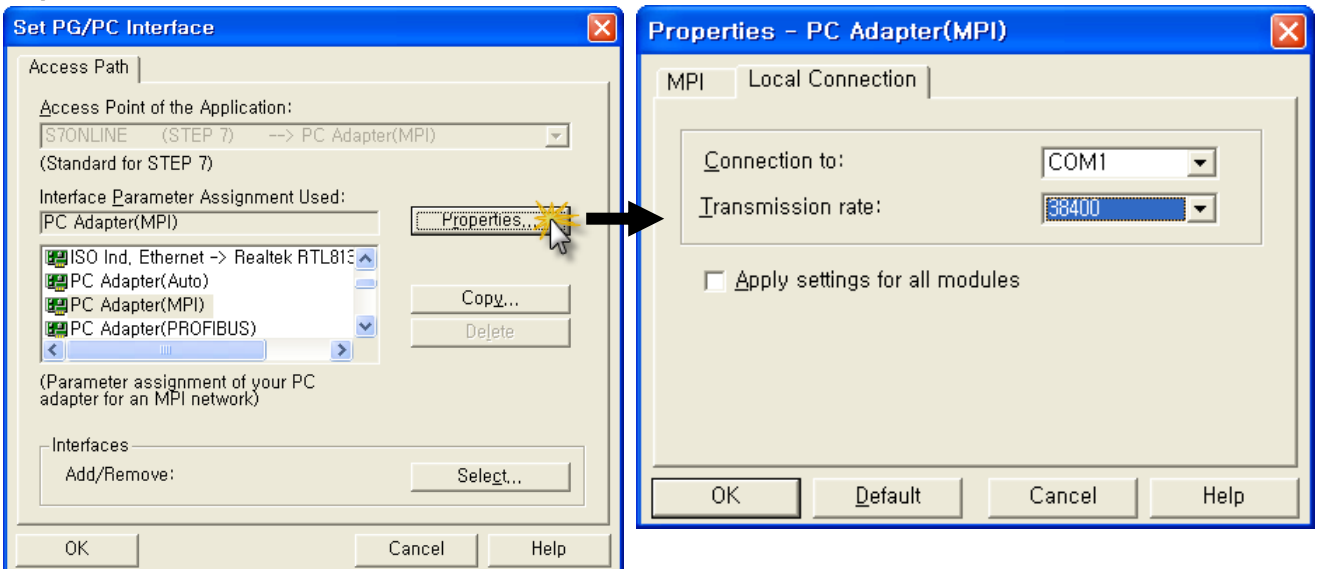 Set PG/PC Interface
Access Path
Access Point of the Application:
S7ONLINE (STEP 7) --> PC Adapter(MPI)
(Standard for STEP 7)
Interface Parameter Assignment Used:
PC Adapter(MPI)
Properties...
ISO Ind, Ethernet -> Realtek RTL813
PC Adapter(Auto)
PC Adapter(MPI)
PC Adapter(PROFIBUS)
Copy...
Delete
(Parameter assignment of your PC
adapter for an MPI network)
Interfaces
Add/Remove:
Select...
OK
Cancel
Help
Properties - PC Adapter(MPI)
MPI
Local Connection
Connection to:
COM1
Transmission rate:
38400
Apply settings for all modules
OK
Default
Cancel
Help